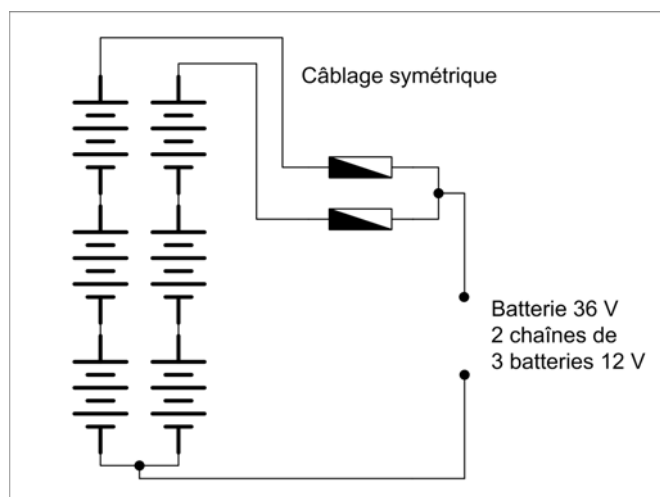 Câblage symétrique
Batterie 36 V
2 chaînes de
3 batteries 12 V